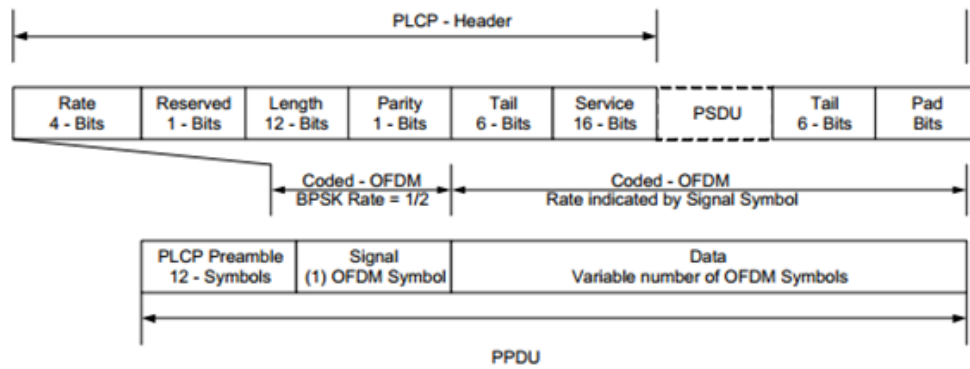 PLCP - Header
Rate
4 - Bits
Reserved
1 - Bits
Length
12 - Bits
Parity
1 - Bits
Tail
6 - Bits
Service
16 - Bits
PSDU
Tail
6 - Bits
Pad
Bits
Coded - OFDM
BPSK Rate = 1/2
Coded - OFDM
Rate indicated by Signal Symbol
PLCP Preamble
12 - Symbols
Signal
(1) OFDM Symbol
Data
Variable number of OFDM Symbols
PPDU